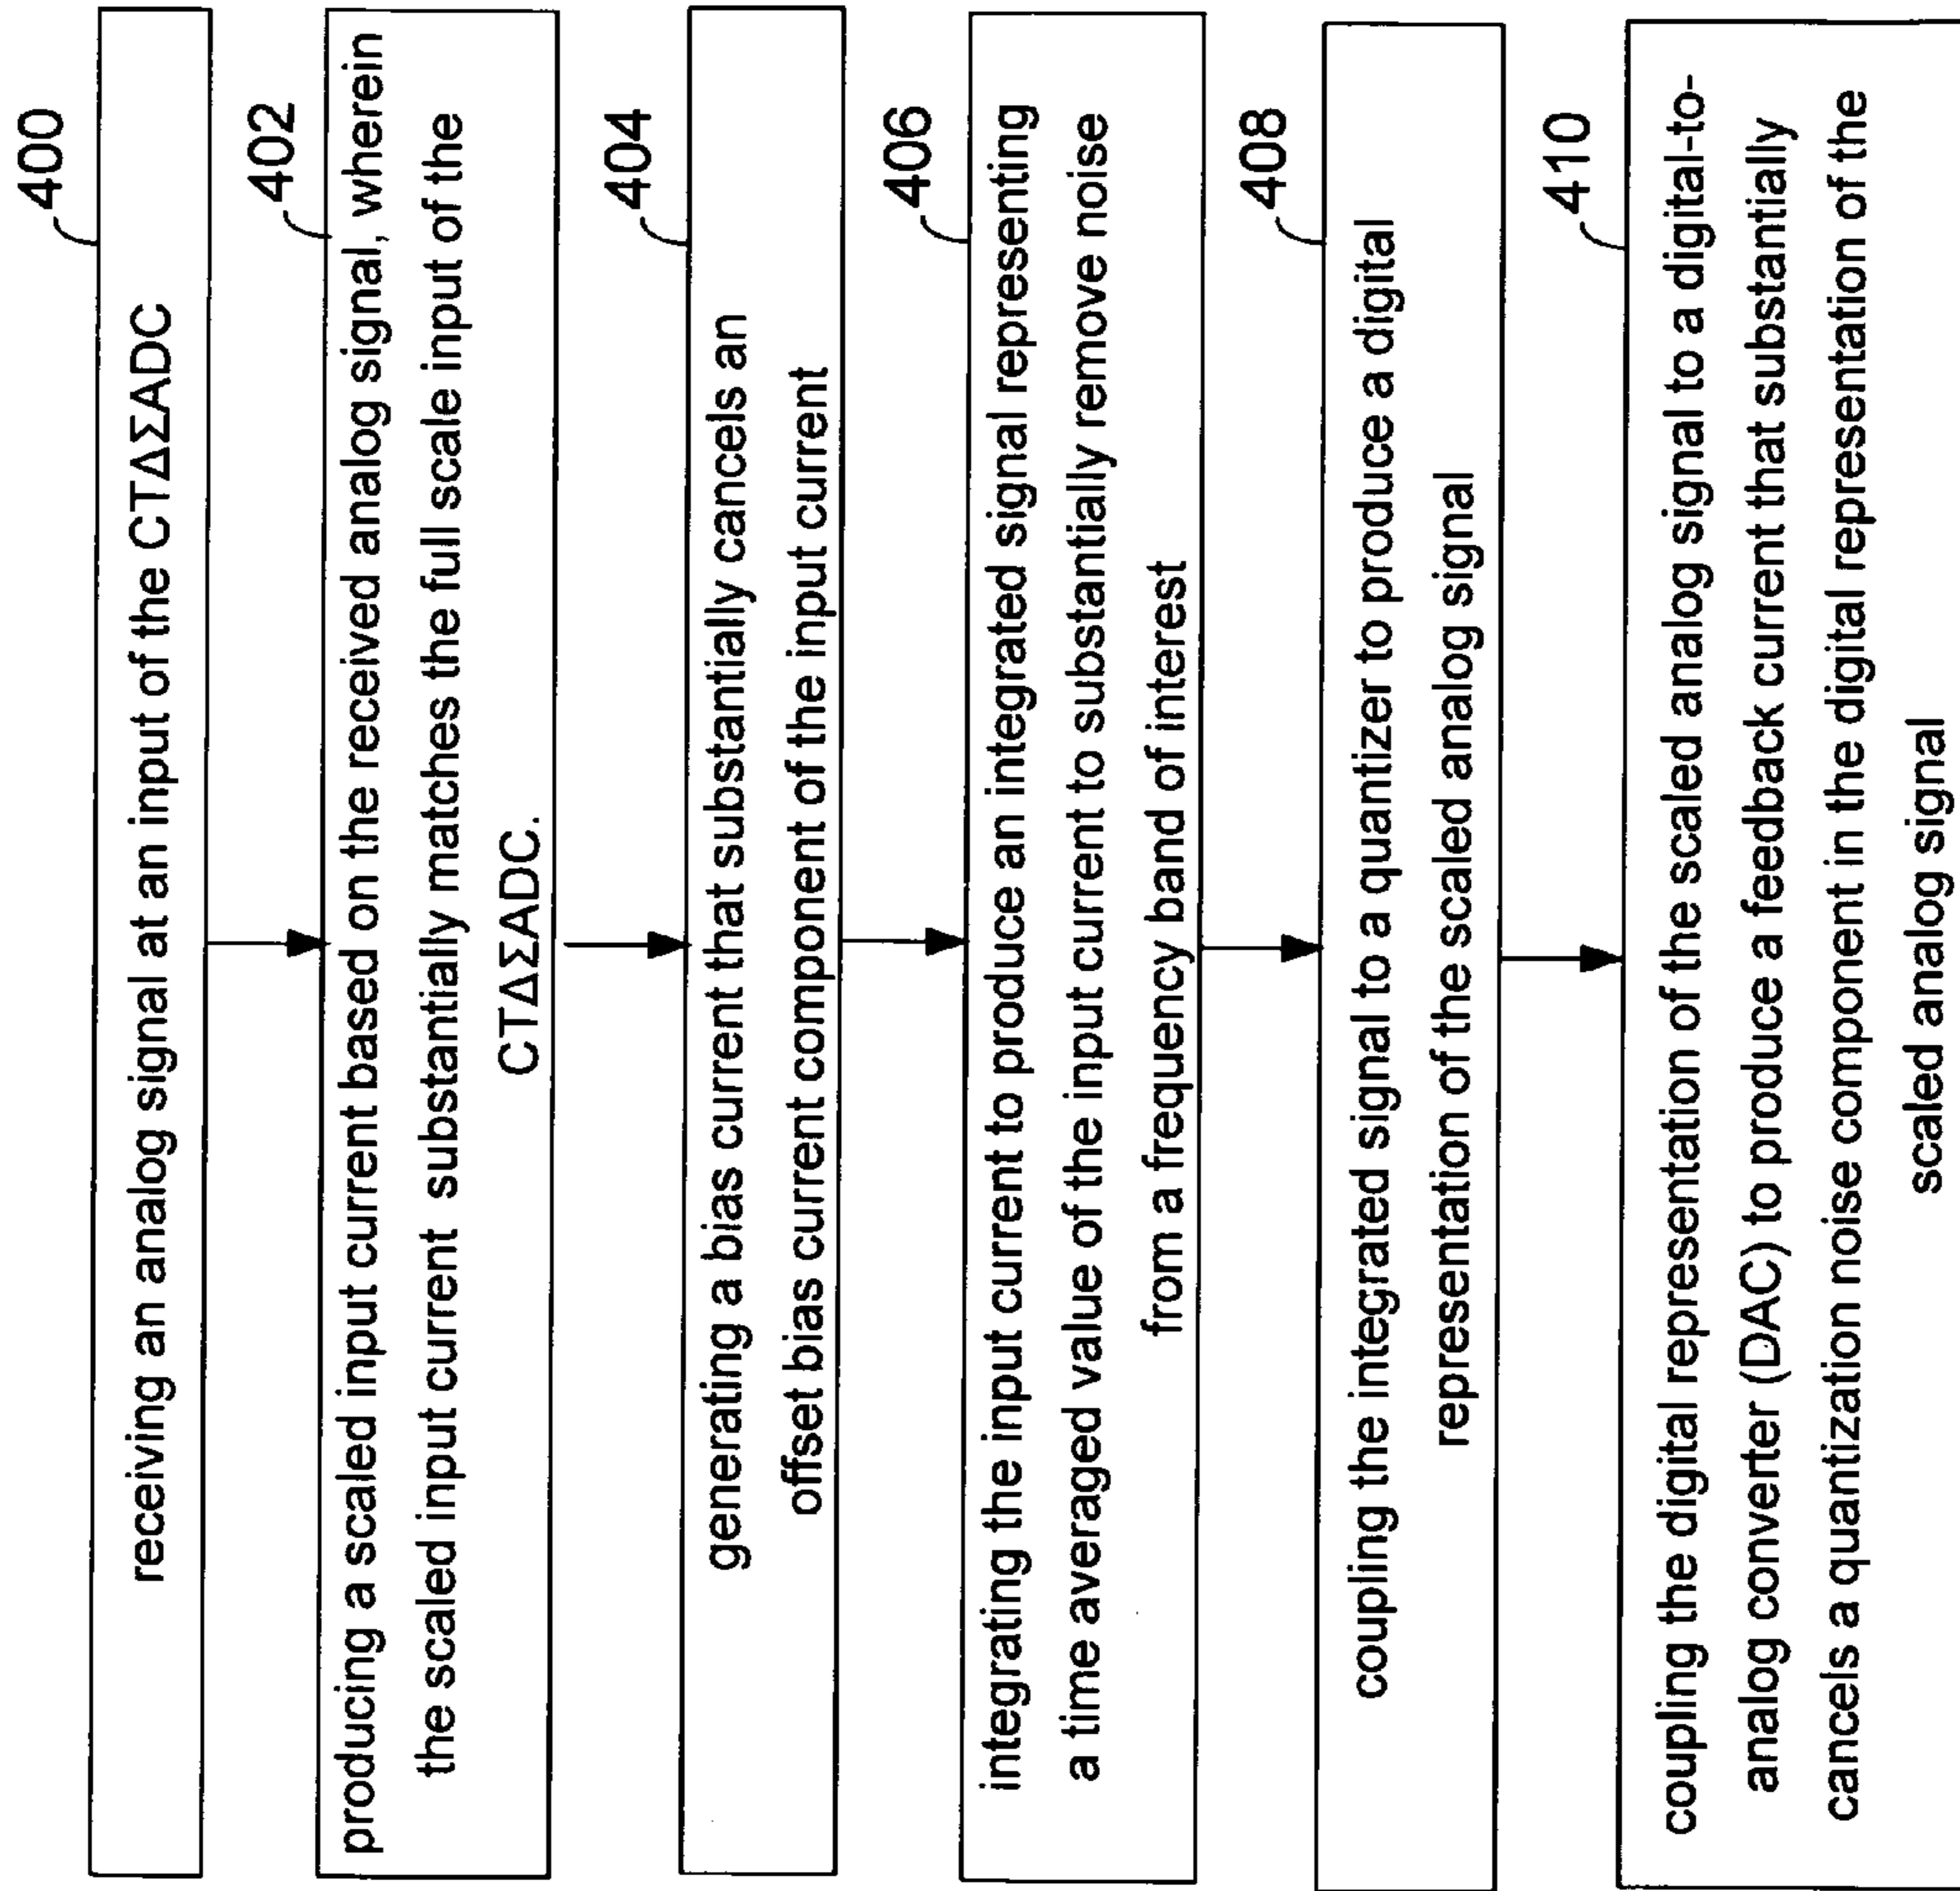 400
receiving an analog signal at an input of the CTΔΣADC
402
producing a scaled input current based on the received analog signal, wherein
the scaled input current substantially matches the full scale input of the
CTΔΣADC.
404
generating a bias current that substantially cancels an
offset bias current component of the input current
406
integrating the input current to produce an integrated signal representing
a time averaged value of the input current to substantially remove noise
from a frequency band of interest
408
coupling the integrated signal to a quantizer to produce a digital
representation of the scaled analog signal
410
coupling the digital representation of the scaled analog signal to a digital-to-
analog converter (DAC) to produce a feedback current that substantially
cancels a quantization noise component in the digital representation of the
scaled analog signal